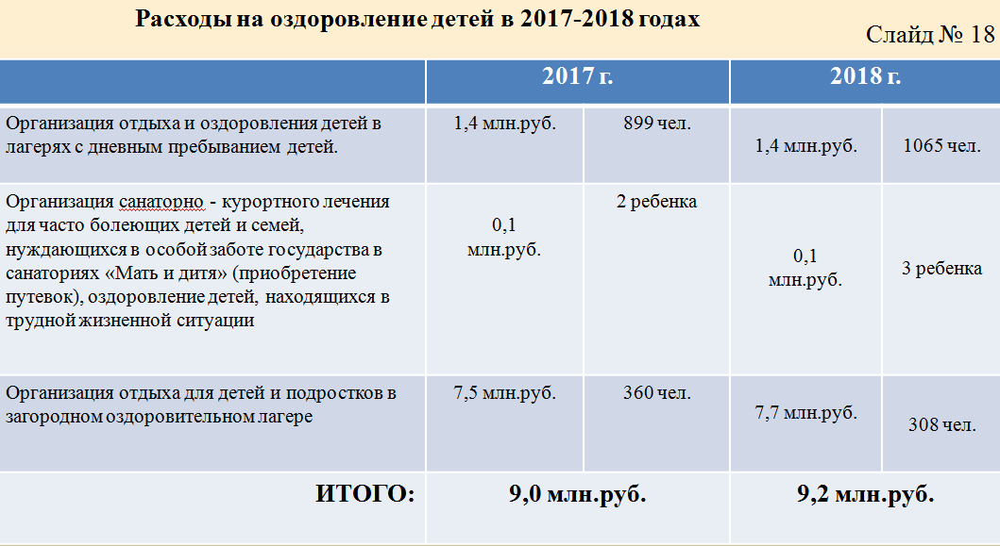 Расходы на оздоровление детей в 2017-2018 годах
Слайд № 18
2017 г.
2018 г.
Организация отдыха и оздоровления детей в
лагерях с дневным пребыванием детей.
1,4 млн.руб.
899 чел.
1,4 млн.руб.
1065 чел.
Организация санаторно - курортного лечения
для часто болеющих детей и семей,
нуждающихся в особой заботе государства в
санаториях «Мать и дитя» (приобретение
путевок), оздоровление детей, находящихся в
трудной жизненной ситуации
0,1
млн.руб.
2 ребенка
0,1
млн.руб.
3 ребенка
Организация отдыха для детей и подростков в
загородном оздоровительном лагере
7,5 млн.руб.
360 чел.
7,7 млн.руб.
308 чел.
ИТОГО:
9,0 млн.руб.
9,2 млн.руб.